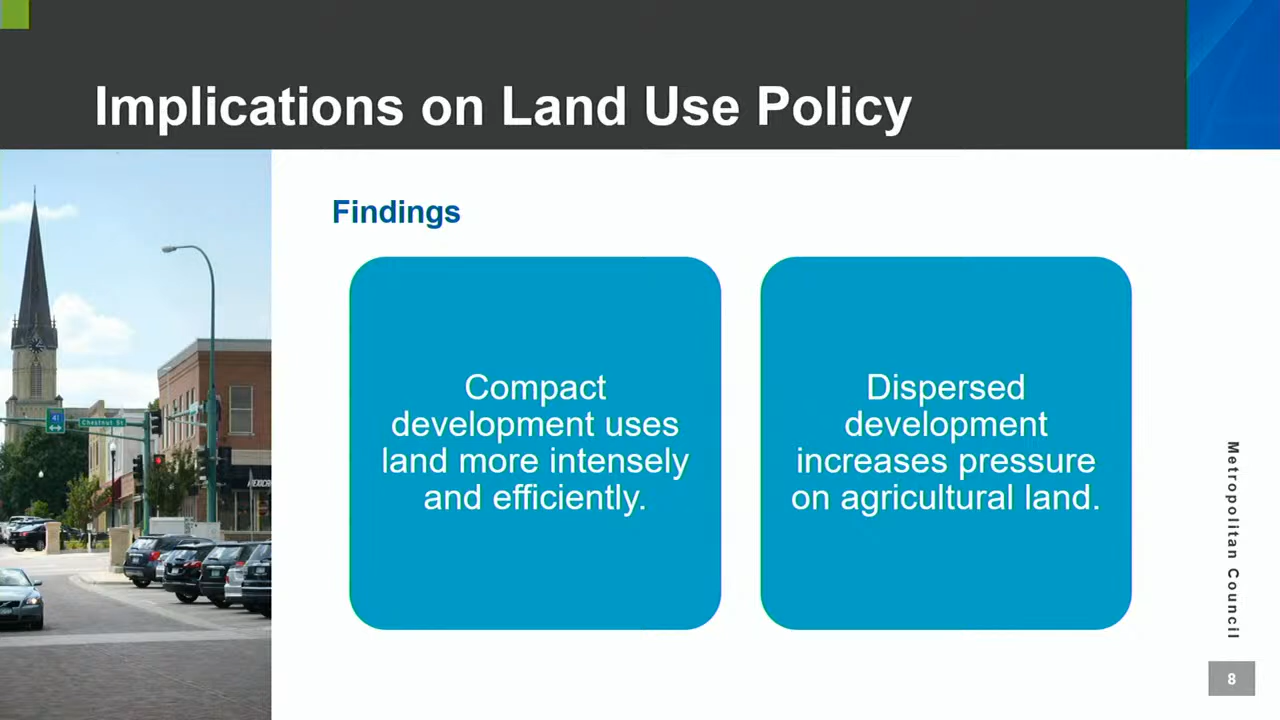 Implications on Land Use Policy
Findings
Compact
development uses
land more intensely
and efficiently.
Dispersed
development
increases pressure
on agricultural land.
41
Chestnut St
Metropolitan Council
8